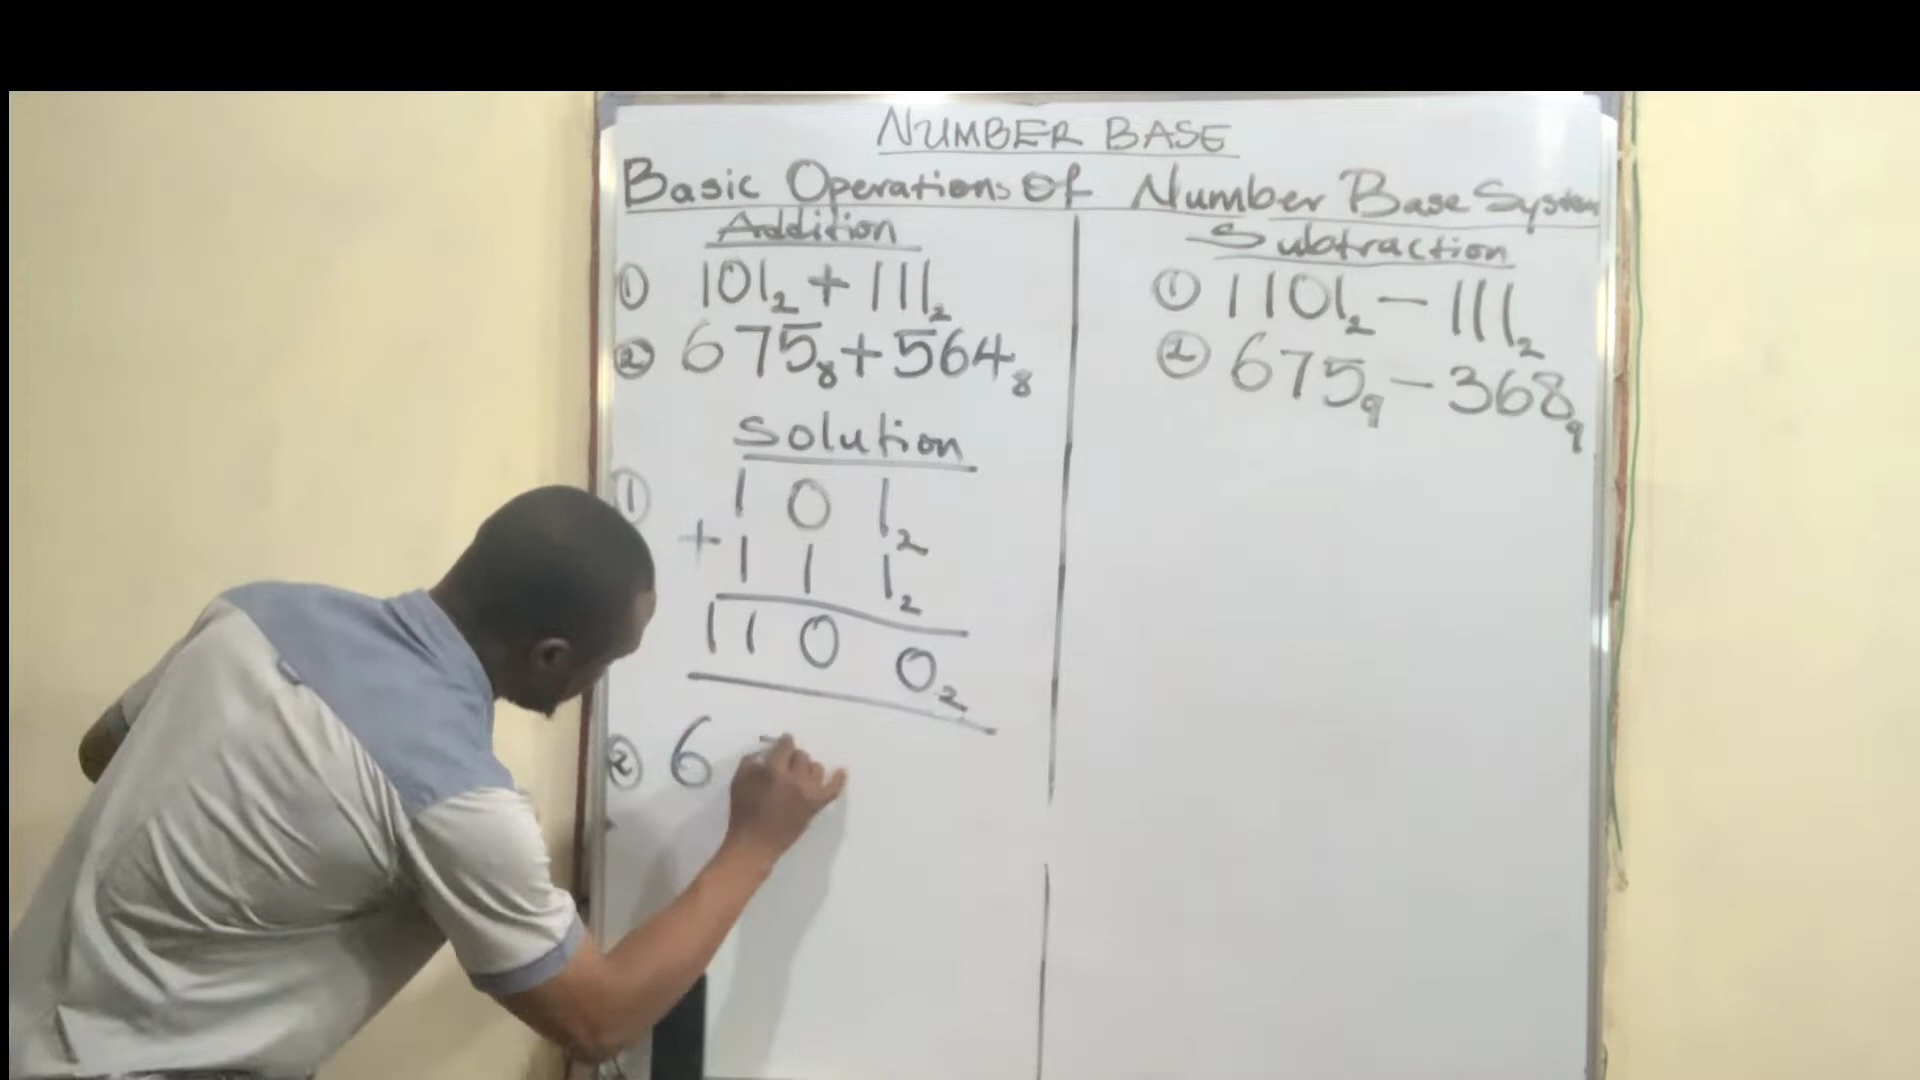 NUMBER BASE
Basic Operations Of Number Base System
Addition
① 101₂ + 111₂
② 675₈ + 564₈
Solution
① 1 0 1₂
+ 1 1 1₂
1 1 0 0₂
② 6
Subtraction
① 1101₂ − 111₂
② 675₉ − 368₉